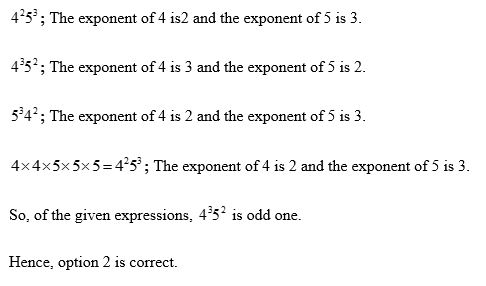 4²5³; The exponent of 4 is2 and the exponent of 5 is 3.
4³5²; The exponent of 4 is 3 and the exponent of 5 is 2.
5³4²; The exponent of 4 is 2 and the exponent of 5 is 3.
4×4×5×5×5=4²5³; The exponent of 4 is 2 and the exponent of 5 is 3.
So, of the given expressions, 4³5² is odd one.
Hence, option 2 is correct.